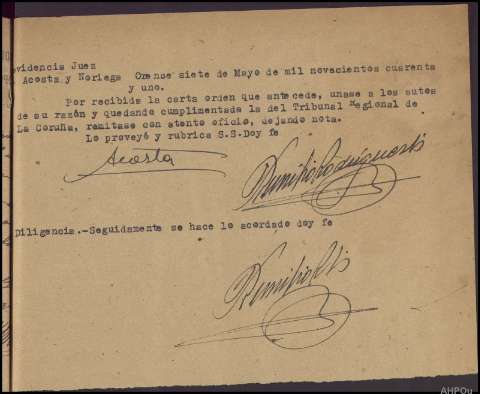 videncia Juez
Acosta y Noriega Orense siete de Mayo de mil novecientos cuarenta
y uno.
Por recibida la carta orden que antecede, unase a los autos
de su razón y quedando cumplimentada la del Tribunal Regional de
La Coruña, remitase con atento oficio, dejando nota.
Lo proveyó y rubrica S.S.Doy fe
Acosta
Diligencia.-Seguidamente se hace lo acordado doy fe
AHPOu